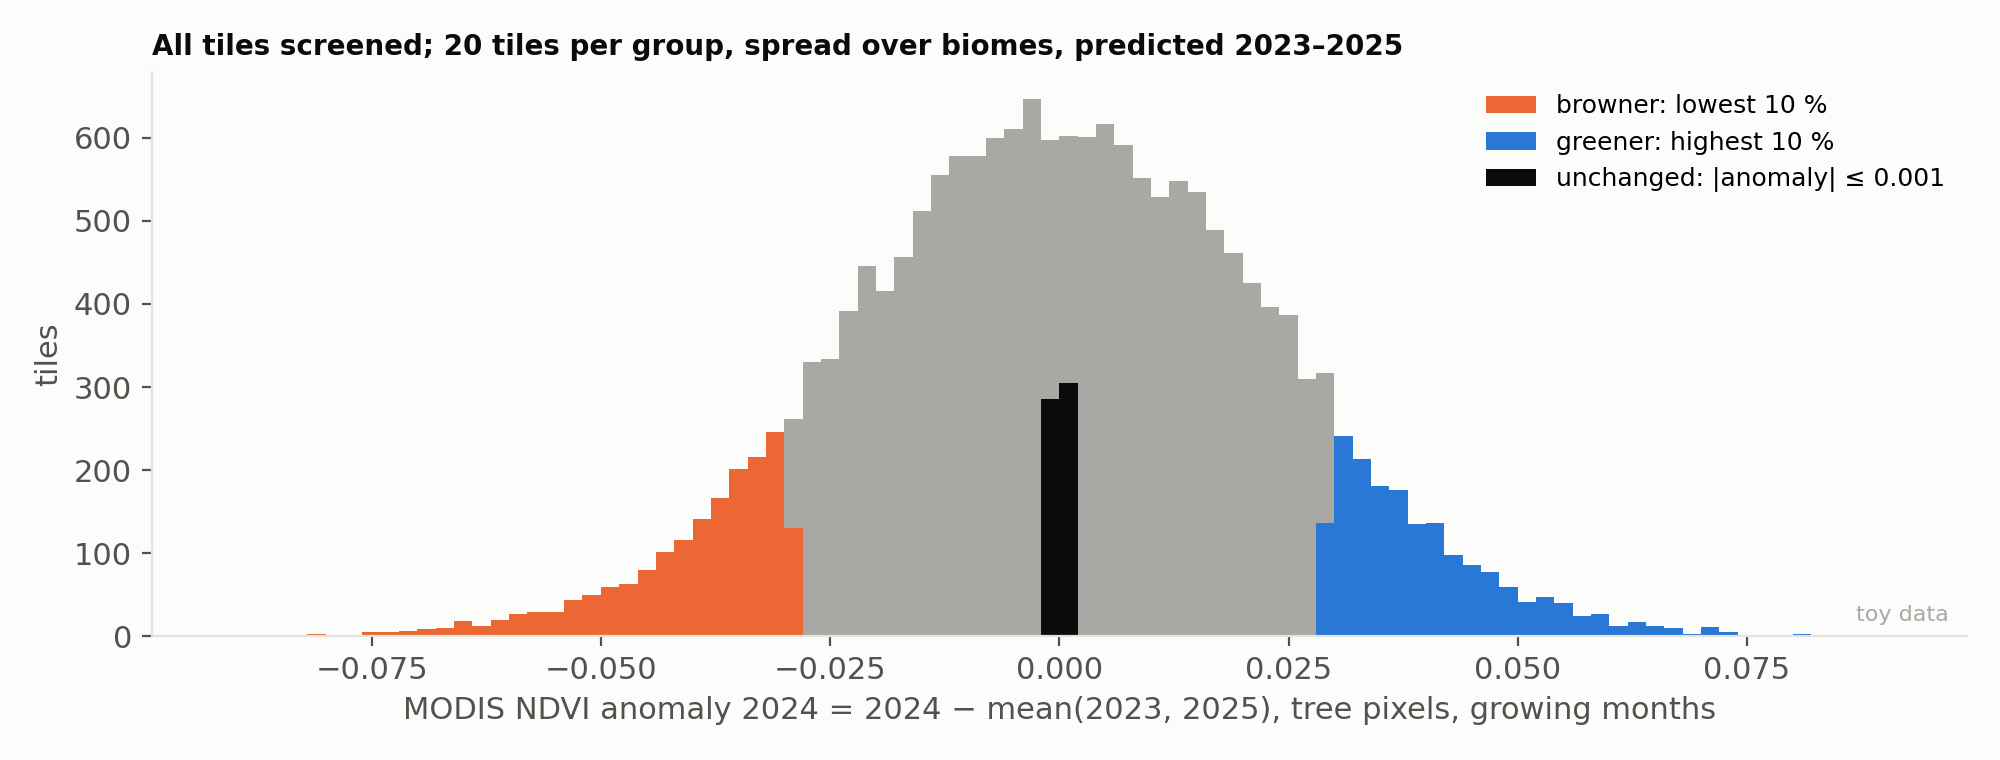 All tiles screened; 20 tiles per group, spread over biomes, predicted 2023–2025
browner: lowest 10 %
greener: highest 10 %
unchanged: |anomaly| ≤ 0.001
tiles
600
500
400
300
200
100
0
toy data
−0.075
−0.050
−0.025
0.000
0.025
0.050
0.075
MODIS NDVI anomaly 2024 = 2024 − mean(2023, 2025), tree pixels, growing months